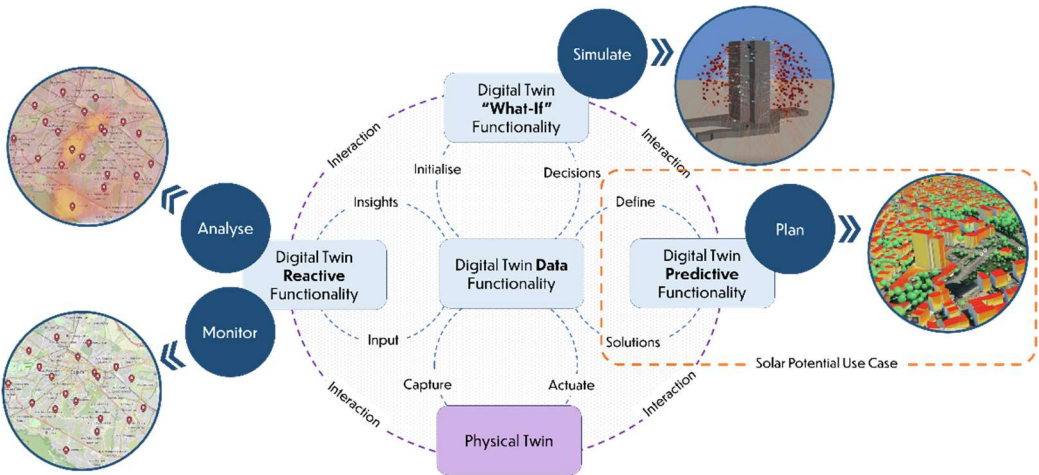 Simulate
Digital Twin
“What-If”
Functionality
Interaction
Interaction
Initialise
Decisions
Insights
Define
Analyse
Plan
Digital Twin
Reactive
Functionality
Digital Twin Data
Functionality
Digital Twin
Predictive
Functionality
Monitor
Input
Solutions
Solar Potential Use Case
Capture
Actuate
Interaction
Interaction
Physical Twin